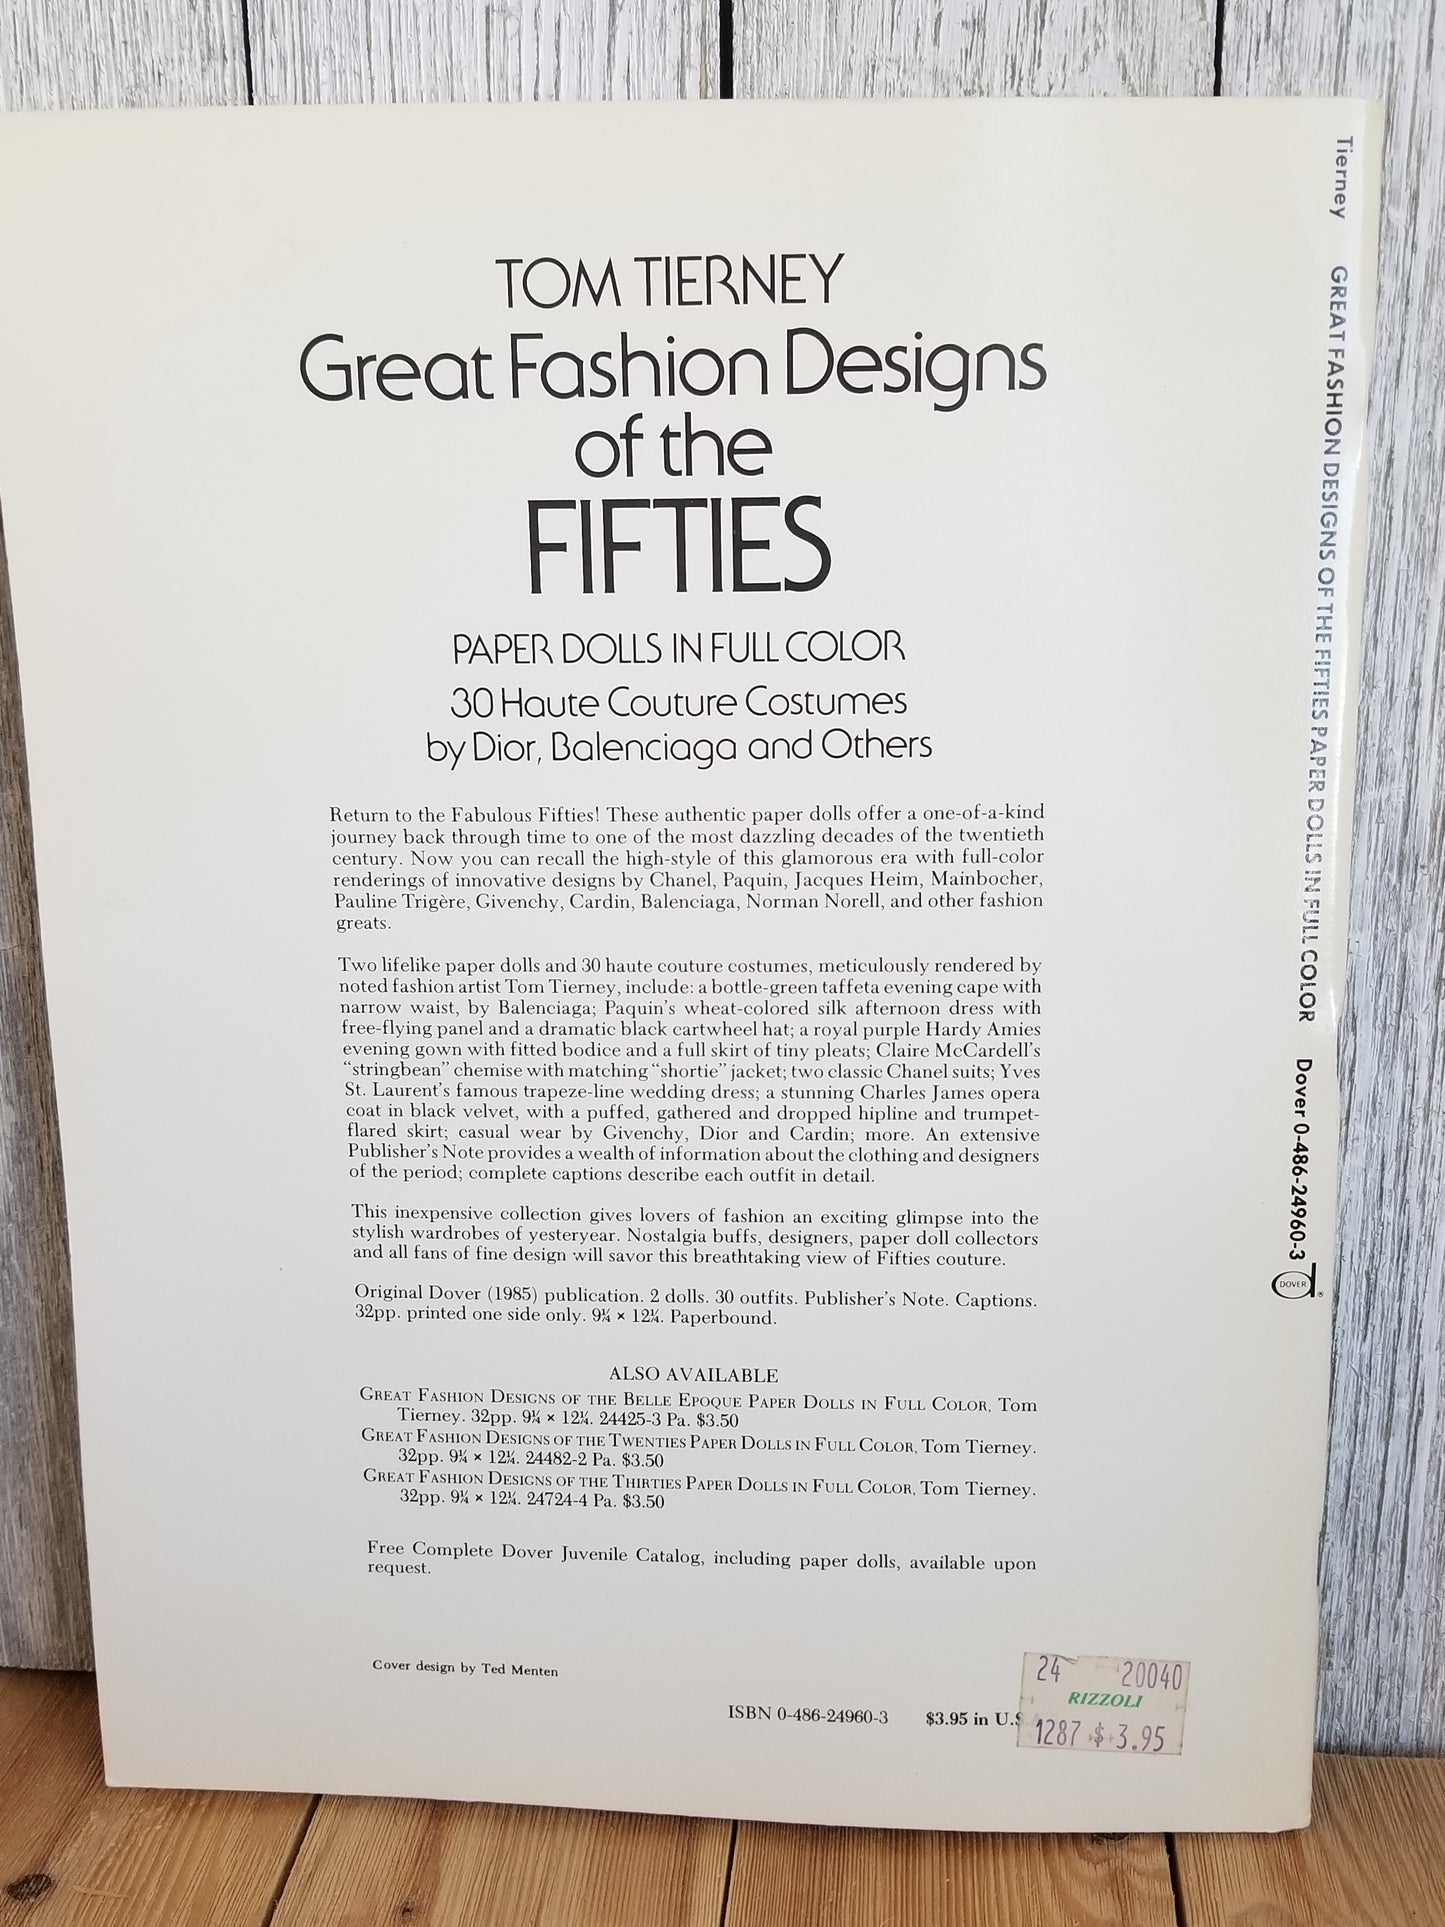 TOM TIERNEY
Great Fashion Designs
of the
FIFTIES
PAPER DOLLS IN FULL COLOR
30 Haute Couture Costumes
by Dior, Balenciaga and Others
Return to the Fabulous Fifties! These authentic paper dolls offer a one-of-a-kind
journey back through time to one of the most dazzling decades of the twentieth
century. Now you can recall the high-style of this glamorous era with full-color
renderings of innovative designs by Chanel, Paquin, Jacques Heim, Mainbocher,
Pauline Trigère, Givenchy, Cardin, Balenciaga, Norman Norell, and other fashion
greats.
Two lifelike paper dolls and 30 haute couture costumes, meticulously rendered by
noted fashion artist Tom Tierney, include: a bottle-green taffeta evening cape with
narrow waist, by Balenciaga; Paquin's wheat-colored silk afternoon dress with
free-flying panel and a dramatic black cartwheel hat; a royal purple Hardy Amies
evening gown with fitted bodice and a full skirt of tiny pleats; Claire McCardell's
"stringbean" chemise with matching "shortie" jacket; two classic Chanel suits; Yves
St. Laurent's famous trapeze-line wedding dress; a stunning Charles James opera
coat in black velvet, with a puffed, gathered and dropped hipline and trumpet-
flared skirt; casual wear by Givenchy, Dior and Cardin; more. An extensive
Publisher's Note provides a wealth of information about the clothing and designers
of the period; complete captions describe each outfit in detail.
This inexpensive collection gives lovers of fashion an exciting glimpse into the
stylish wardrobes of yesteryear. Nostalgia buffs, designers, paper doll collectors
and all fans of fine design will savor this breathtaking view of Fifties couture.
Original Dover (1985) publication. 2 dolls. 30 outfits. Publisher's Note. Captions.
32pp. printed one side only. 9¼ × 12¼. Paperbound.
ALSO AVAILABLE
GREAT FASHION DESIGNS OF THE BELLE EPOQUE PAPER DOLLS IN FULL COLOR, Tom
Tierney. 32pp. 9¼ × 12¼. 24425-3 Pa. $3.50
GREAT FASHION DESIGNS OF THE TWENTIES PAPER DOLLS IN FULL COLOR, Tom Tierney.
32pp. 9¼ × 12¼. 24482-2 Pa. $3.50
GREAT FASHION DESIGNS OF THE THIRTIES PAPER DOLLS IN FULL COLOR, Tom Tierney.
32pp. 9¼ × 12¼. 24724-4 Pa. $3.50
Free Complete Dover Juvenile Catalog, including paper dolls, available upon
request.
Cover design by Ted Menten
ISBN 0-486-24960-3 $3.95 in U.S.
24 20040
RIZZOLI
1287 $ 3.95
Tierney GREAT FASHION DESIGNS OF THE FIFTIES PAPER DOLLS IN FULL COLOR Dover 0-486-24960-3
DOVER ®